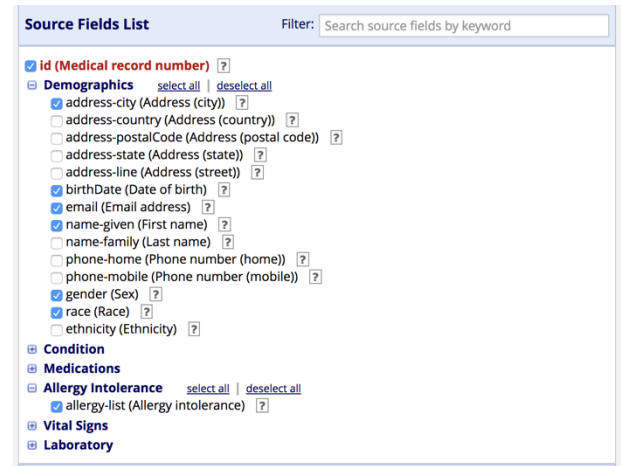 Source Fields List Filter: Search source fields by keyword
id (Medical record number) ?
Demographics select all | deselect all
address-city (Address (city)) ?
address-country (Address (country)) ?
address-postalCode (Address (postal code)) ?
address-state (Address (state)) ?
address-line (Address (street)) ?
birthDate (Date of birth) ?
email (Email address) ?
name-given (First name) ?
name-family (Last name) ?
phone-home (Phone number (home)) ?
phone-mobile (Phone number (mobile)) ?
gender (Sex) ?
race (Race) ?
ethnicity (Ethnicity) ?
Condition
Medications
Allergy Intolerance select all | deselect all
allergy-list (Allergy intolerance) ?
Vital Signs
Laboratory